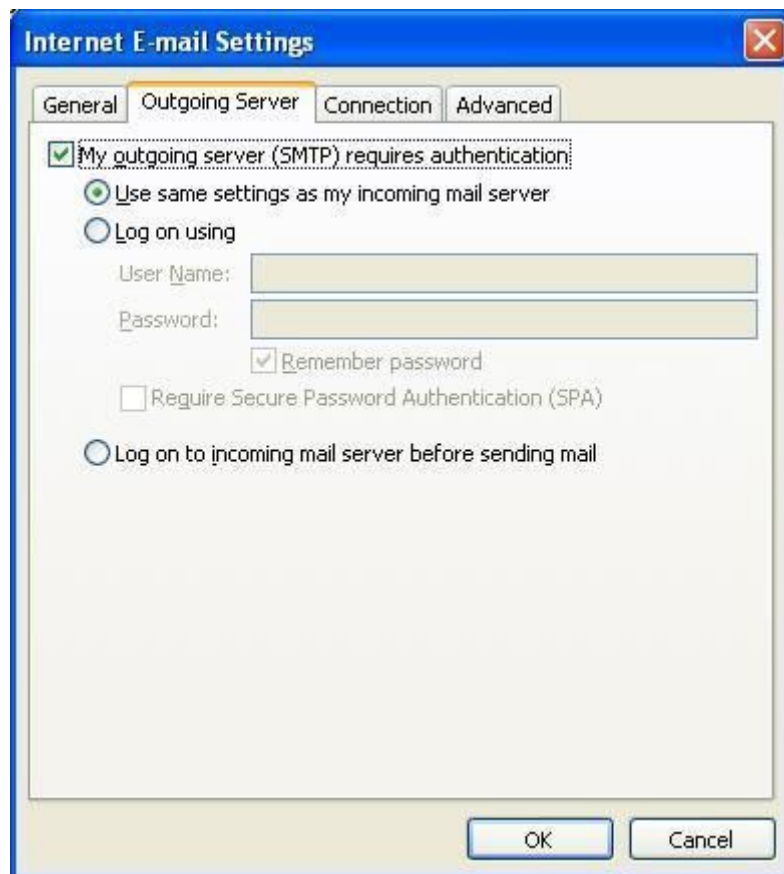 Internet E-mail Settings
General Outgoing Server Connection Advanced
My outgoing server (SMTP) requires authentication
Use same settings as my incoming mail server
Log on using
User Name:
Password:
Remember password
Require Secure Password Authentication (SPA)
Log on to incoming mail server before sending mail
OK Cancel